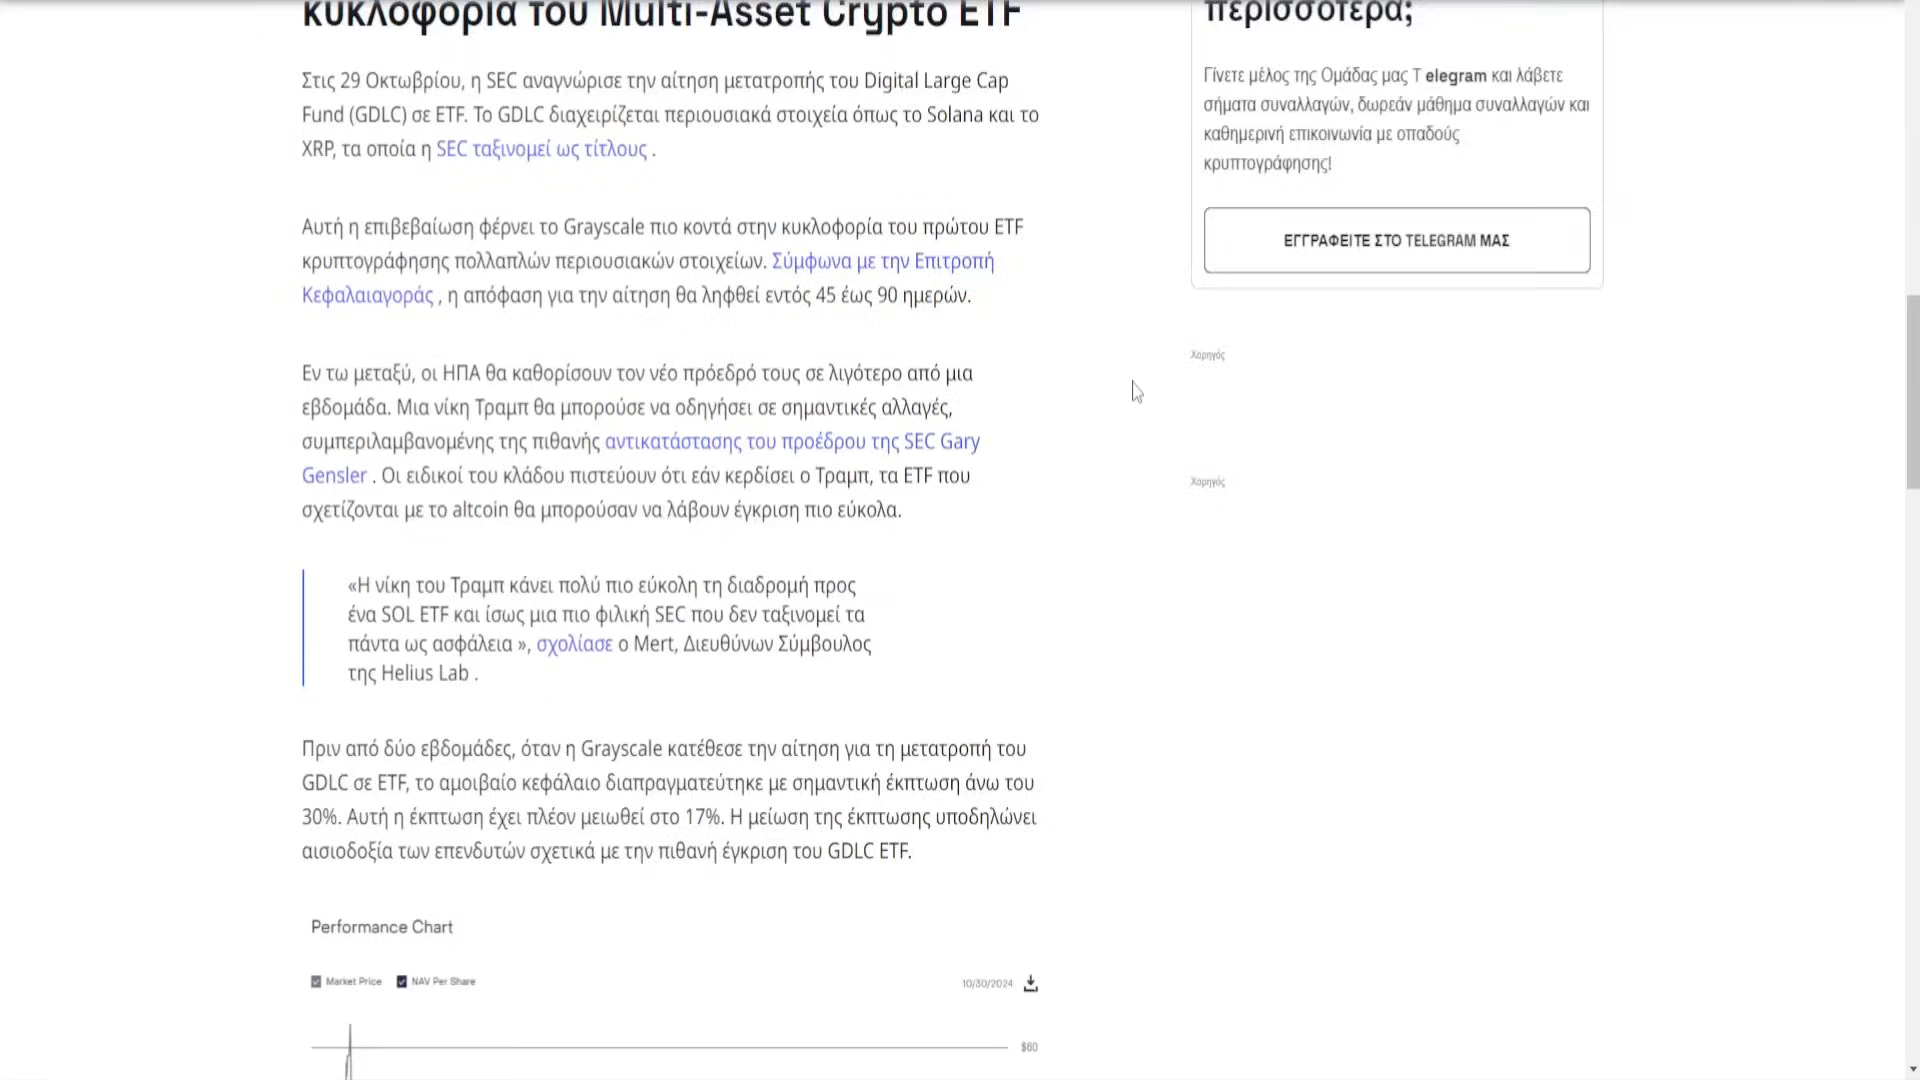 κυκλοφορία του Multi-Asset Crypto ETF
Στις 29 Οκτωβρίου, η SEC αναγνώρισε την αίτηση μετατροπής του Digital Large Cap
Fund (GDLC) σε ETF. Το GDLC διαχειρίζεται περιουσιακά στοιχεία όπως το Solana και το
XRP, τα οποία η SEC ταξινομεί ως τίτλους .
Αυτή η επιβεβαίωση φέρνει το Grayscale πιο κοντά στην κυκλοφορία του πρώτου ETF
κρυπτογράφησης πολλαπλών περιουσιακών στοιχείων. Σύμφωνα με την Επιτροπή
Κεφαλαιαγοράς , η απόφαση για την αίτηση θα ληφθεί εντός 45 έως 90 ημερών.
Εν τω μεταξύ, οι ΗΠΑ θα καθορίσουν τον νέο πρόεδρό τους σε λιγότερο από μια
εβδομάδα. Μια νίκη Τραμπ θα μπορούσε να οδηγήσει σε σημαντικές αλλαγές,
συμπεριλαμβανομένης της πιθανής αντικατάστασης του προέδρου της SEC Gary
Gensler . Οι ειδικοί του κλάδου πιστεύουν ότι εάν κερδίσει ο Τραμπ, τα ETF που
σχετίζονται με το altcoin θα μπορούσαν να λάβουν έγκριση πιο εύκολα.
«Η νίκη του Τραμπ κάνει πολύ πιο εύκολη τη διαδρομή προς
ένα SOL ETF και ίσως μια πιο φιλική SEC που δεν ταξινομεί τα
πάντα ως ασφάλεια », σχολίασε ο Mert, Διευθύνων Σύμβουλος
της Helius Lab .
Πριν από δύο εβδομάδες, όταν η Grayscale κατέθεσε την αίτηση για τη μετατροπή του
GDLC σε ETF, το αμοιβαίο κεφάλαιο διαπραγματεύτηκε με σημαντική έκπτωση άνω του
30%. Αυτή η έκπτωση έχει πλέον μειωθεί στο 17%. Η μείωση της έκπτωσης υποδηλώνει
αισιοδοξία των επενδυτών σχετικά με την πιθανή έγκριση του GDLC ETF.
Performance Chart
Market Price NAV Per Share 10/30/2024
$60
περισσότερα;
Γίνετε μέλος της Ομάδας μας T elegram και λάβετε
σήματα συναλλαγών, δωρεάν μάθημα συναλλαγών και
καθημερινή επικοινωνία με οπαδούς
κρυπτογράφησης!
ΕΓΓΡΑΦΕΙΤΕ ΣΤΟ TELEGRAM ΜΑΣ
Χορηγός
Χορηγός